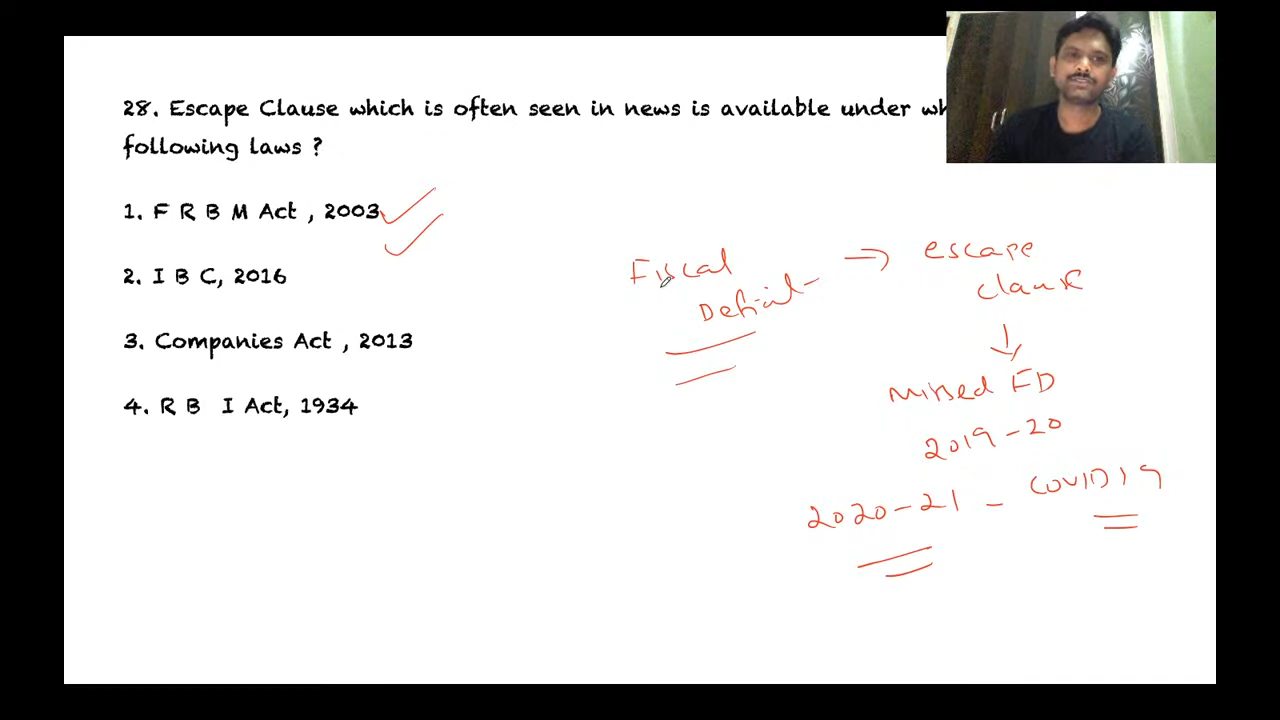 28. Escape Clause which is often seen in news is available under wh
following laws ?
1. F R B M Act , 2003
2. I B C, 2016
3. Companies Act , 2013
4. R B I Act, 1934
Fiscal → escape
Deficit clause
↓
missed FD
2019-20
2020-21 - COVID19